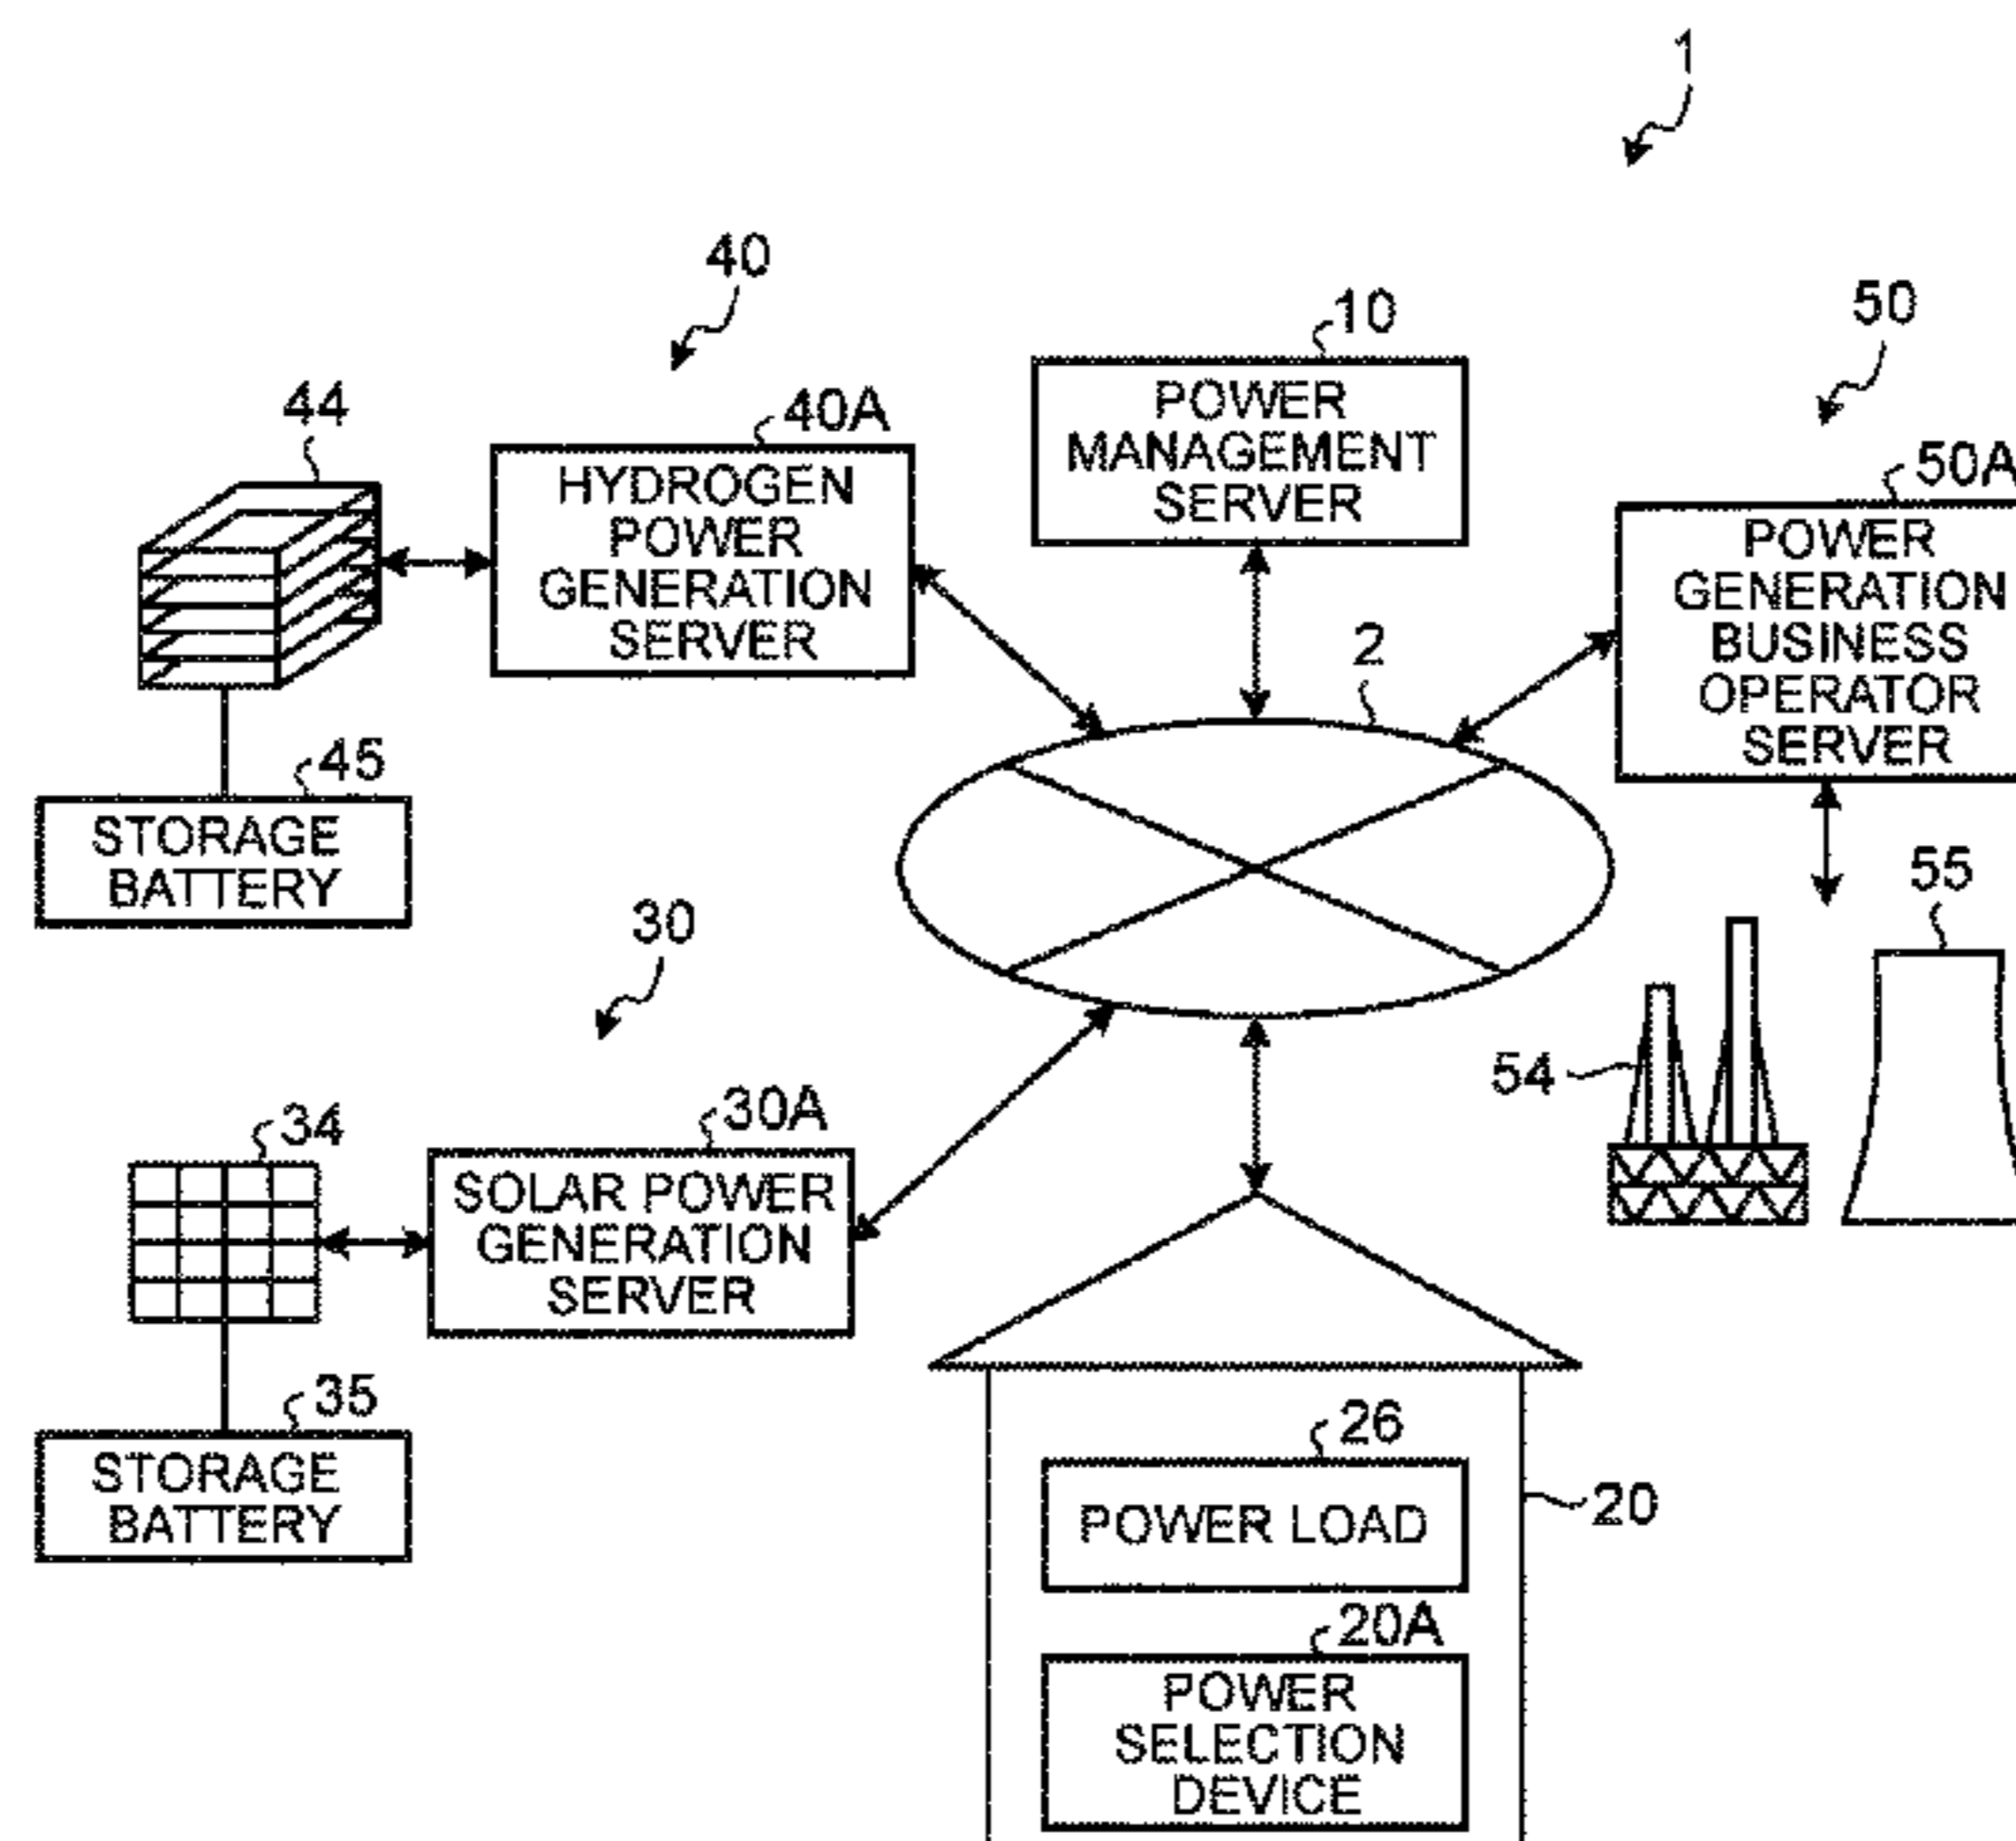 1
40
10
50
44
40A
50A
POWER
MANAGEMENT
SERVER
HYDROGEN
POWER
GENERATION
SERVER
POWER
GENERATION
BUSINESS
OPERATOR
SERVER
2
45
STORAGE
BATTERY
55
30
54
34
30A
SOLAR POWER
GENERATION
SERVER
35
STORAGE
BATTERY
26
POWER LOAD
20
20A
POWER
SELECTION
DEVICE